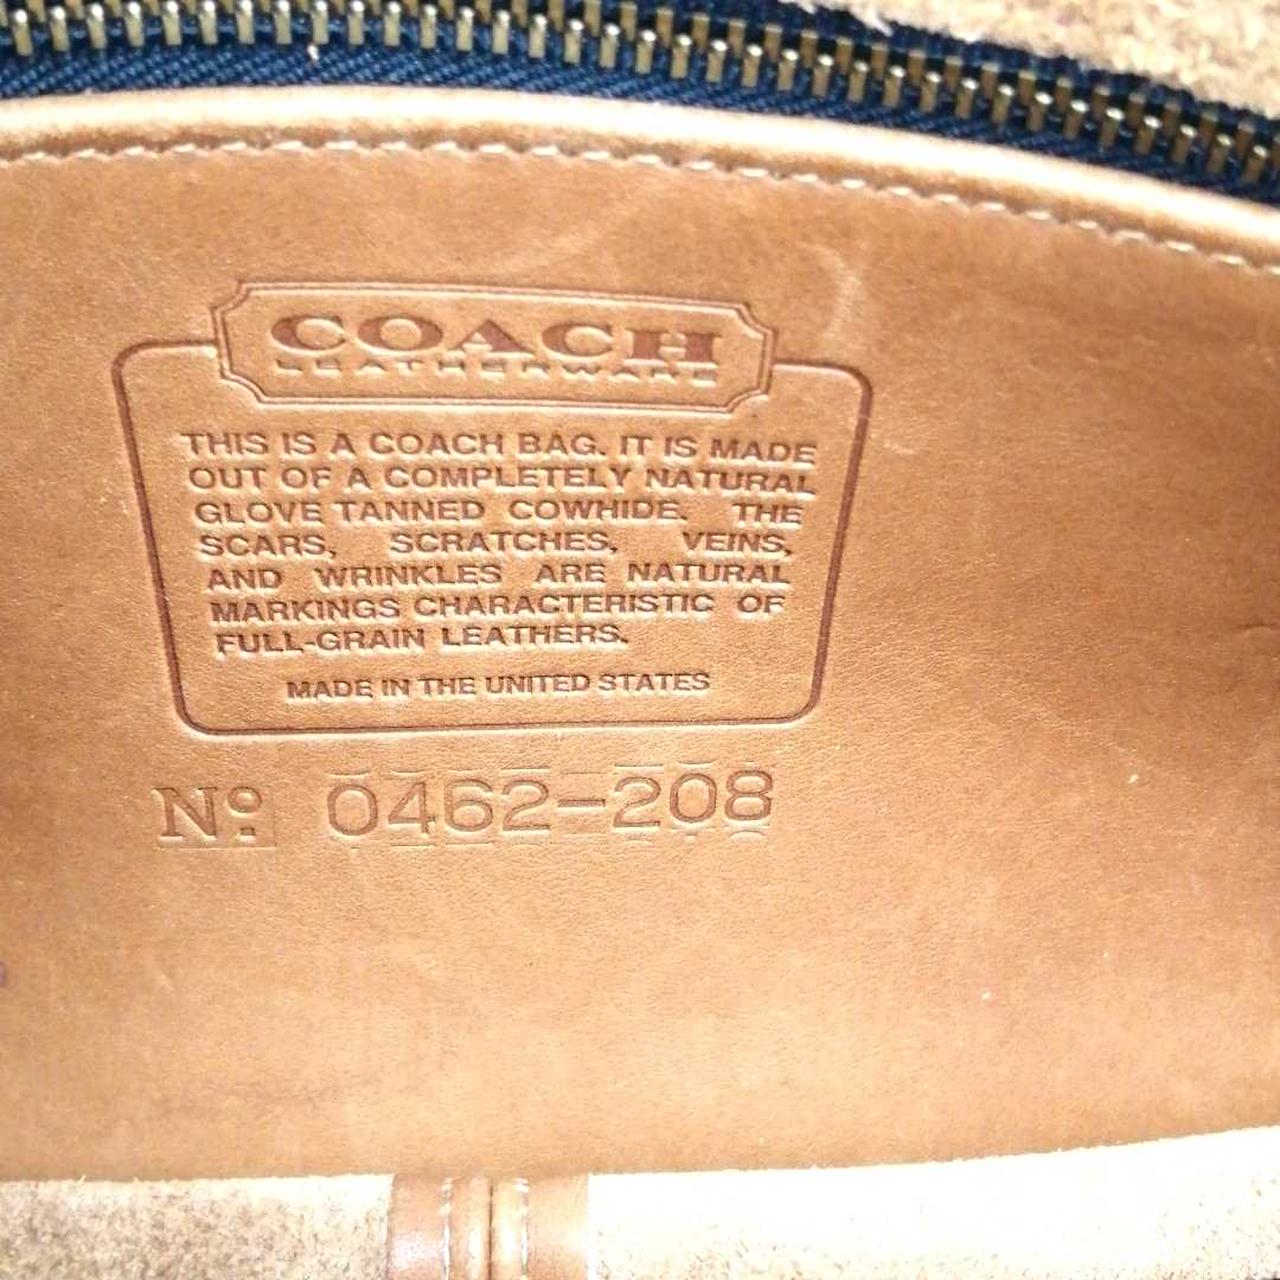 COACH
LEATHERWARE
THIS IS A COACH BAG. IT IS MADE
OUT OF A COMPLETELY NATURAL
GLOVE TANNED COWHIDE. THE
SCARS, SCRATCHES, VEINS,
AND WRINKLES ARE NATURAL
MARKINGS CHARACTERISTIC OF
FULL-GRAIN LEATHERS.
MADE IN THE UNITED STATES
Nº 0462-208